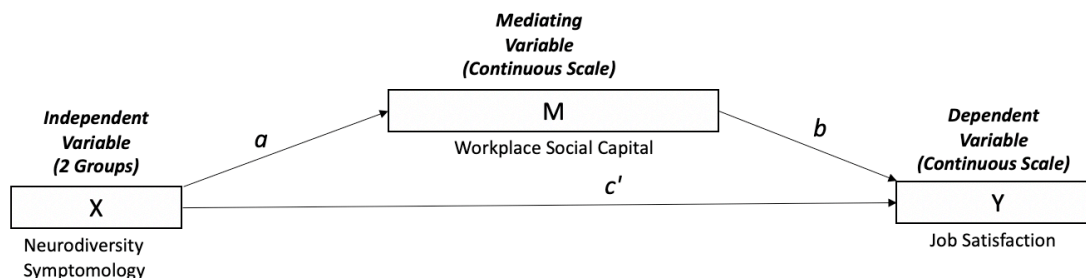 Mediating
Variable
(Continuous Scale)
M
Workplace Social Capital
Independent
Variable
(2 Groups)
X
Neurodiversity
Symptomology
a
b
c'
Dependent
Variable
(Continuous Scale)
Y
Job Satisfaction